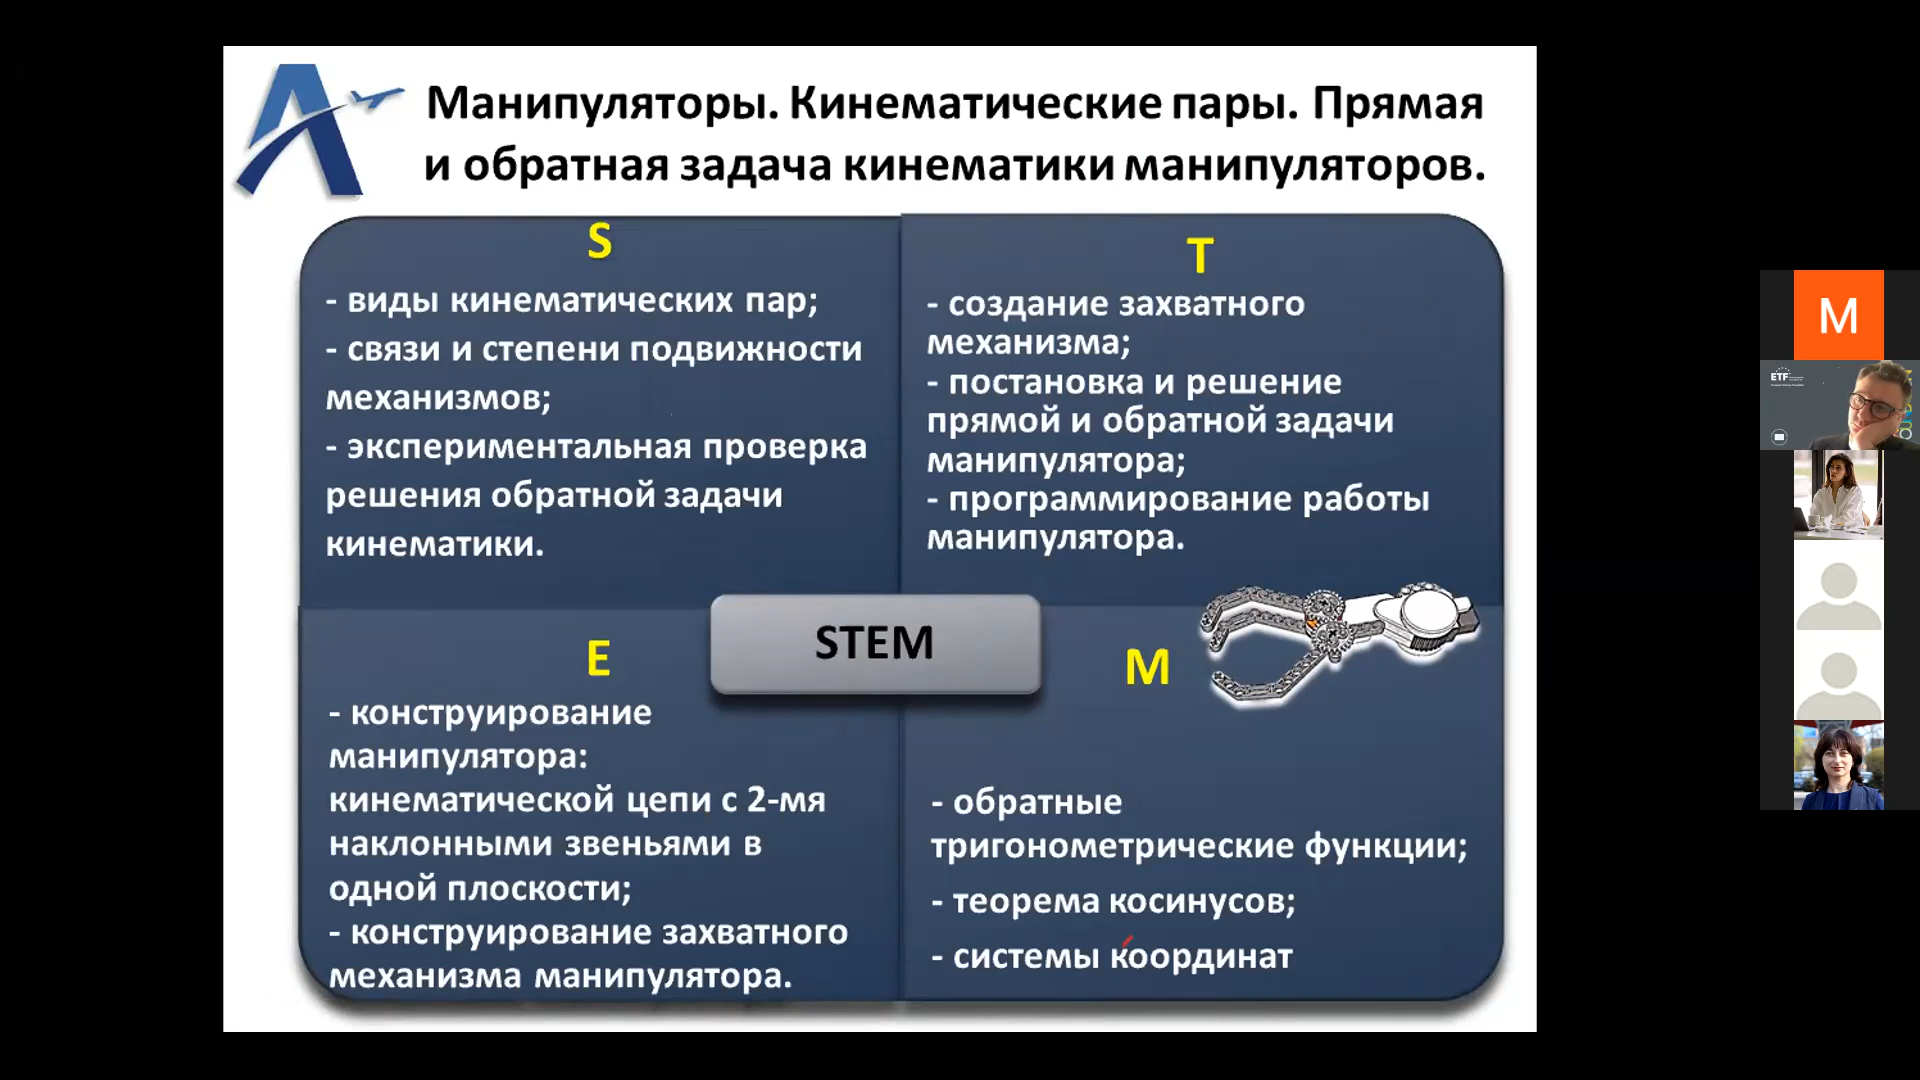 Манипуляторы. Кинематические пары. Прямая
и обратная задача кинематики манипуляторов.
S
- виды кинематических пар;
- связи и степени подвижности
механизмов;
- экспериментальная проверка
решения обратной задачи
кинематики.
T
- создание захватного
механизма;
- постановка и решение
прямой и обратной задачи
манипулятора;
- программирование работы
манипулятора.
STEM
E
- конструирование
манипулятора:
кинематической цепи с 2-мя
наклонными звеньями в
одной плоскости;
- конструирование захватного
механизма манипулятора.
M
- обратные
тригонометрические функции;
- теорема косинусов;
- системы координат
M
ETF